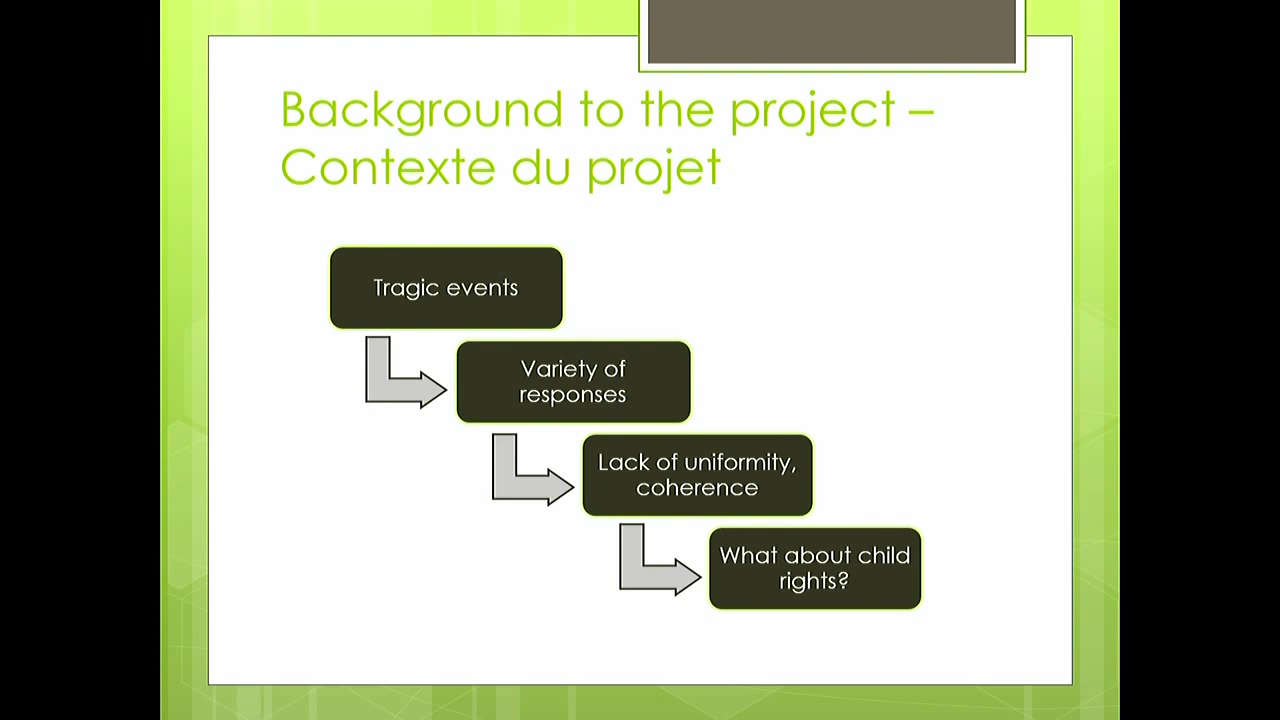 Background to the project –
Contexte du projet
Tragic events
Variety of
responses
Lack of uniformity,
coherence
What about child
rights?